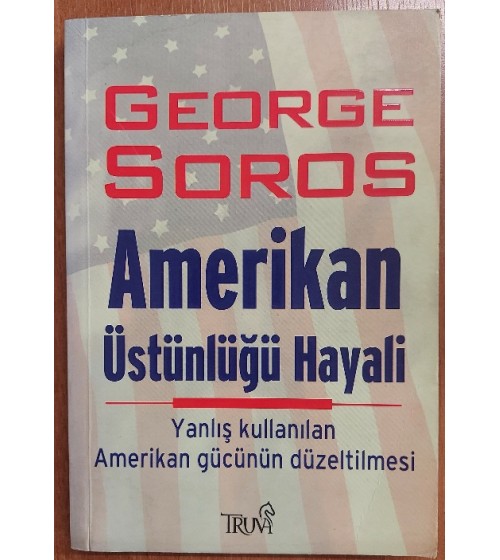 GEORGE
SOROS
Amerikan
Üstünlüğü Hayali
Yanlış kullanılan
Amerikan gücünün düzeltilmesi
TRUVA